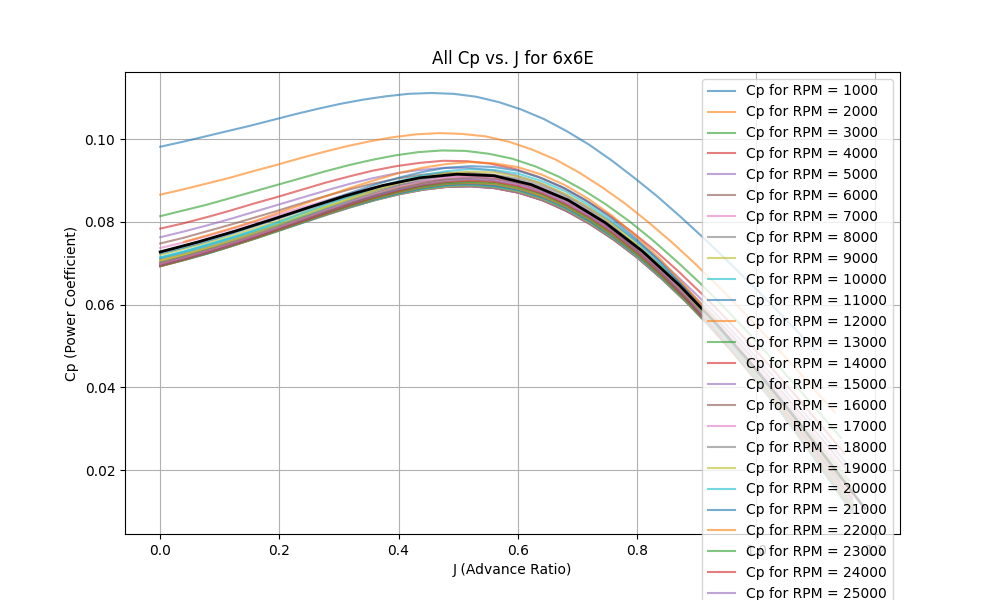 All Cp vs. J for 6x6E
Cp (Power Coefficient)
0.10
0.08
0.06
0.04
0.02
0.0
0.2
0.4
0.6
0.8
J (Advance Ratio)
Cp for RPM = 1000
Cp for RPM = 2000
Cp for RPM = 3000
Cp for RPM = 4000
Cp for RPM = 5000
Cp for RPM = 6000
Cp for RPM = 7000
Cp for RPM = 8000
Cp for RPM = 9000
Cp for RPM = 10000
Cp for RPM = 11000
Cp for RPM = 12000
Cp for RPM = 13000
Cp for RPM = 14000
Cp for RPM = 15000
Cp for RPM = 16000
Cp for RPM = 17000
Cp for RPM = 18000
Cp for RPM = 19000
Cp for RPM = 20000
Cp for RPM = 21000
Cp for RPM = 22000
Cp for RPM = 23000
Cp for RPM = 24000
Cp for RPM = 25000